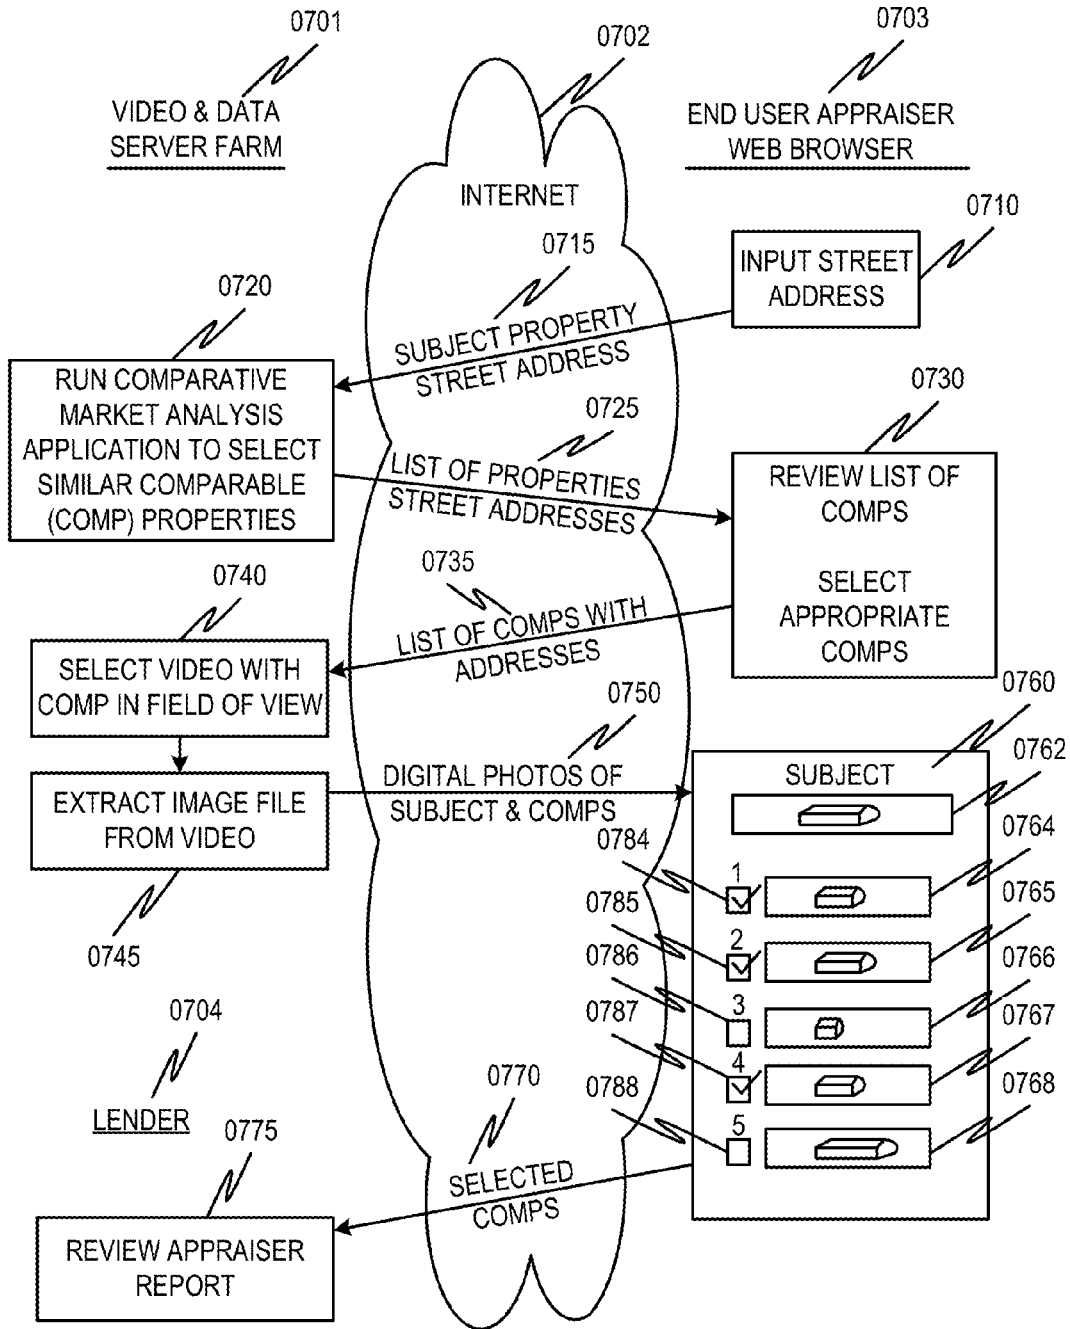 0701
0702
0703
VIDEO & DATA
SERVER FARM
END USER APPRAISER
WEB BROWSER
INTERNET
0710
0715
INPUT STREET
ADDRESS
0720
SUBJECT PROPERTY
STREET ADDRESS
RUN COMPARATIVE
MARKET ANALYSIS
APPLICATION TO SELECT
SIMILAR COMPARABLE
(COMP) PROPERTIES
0725
0730
LIST OF PROPERTIES
STREET ADDRESSES
REVIEW LIST OF
COMPS
SELECT
APPROPRIATE
COMPS
0735
0740
LIST OF COMPS WITH
ADDRESSES
SELECT VIDEO WITH
COMP IN FIELD OF VIEW
0750
0760
0762
DIGITAL PHOTOS OF
SUBJECT & COMPS
SUBJECT
EXTRACT IMAGE FILE
FROM VIDEO
0745
0784
1
0764
0785
2
0765
0786
3
0766
0787
4
0767
0788
5
0768
0704
LENDER
0770
0775
SELECTED
COMPS
REVIEW APPRAISER
REPORT